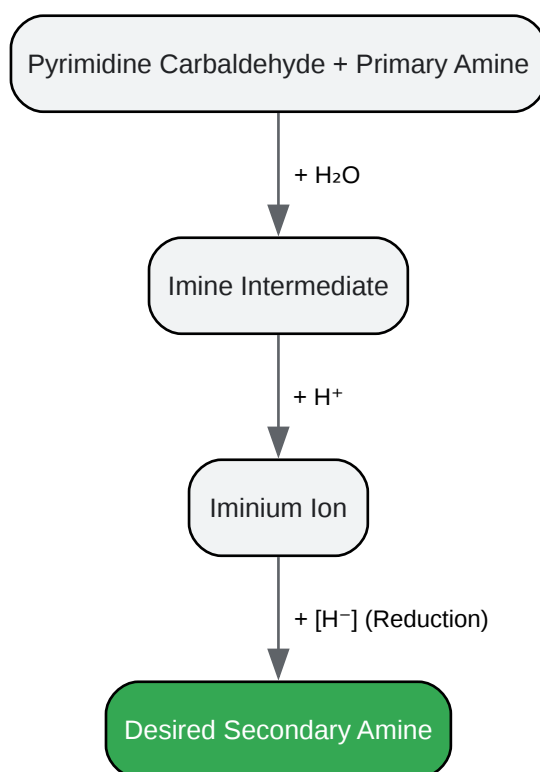 Pyrimidine Carbaldehyde + Primary Amine
+ H₂O
Imine Intermediate
+ H⁺
Iminium Ion
+ [H⁻] (Reduction)
Desired Secondary Amine